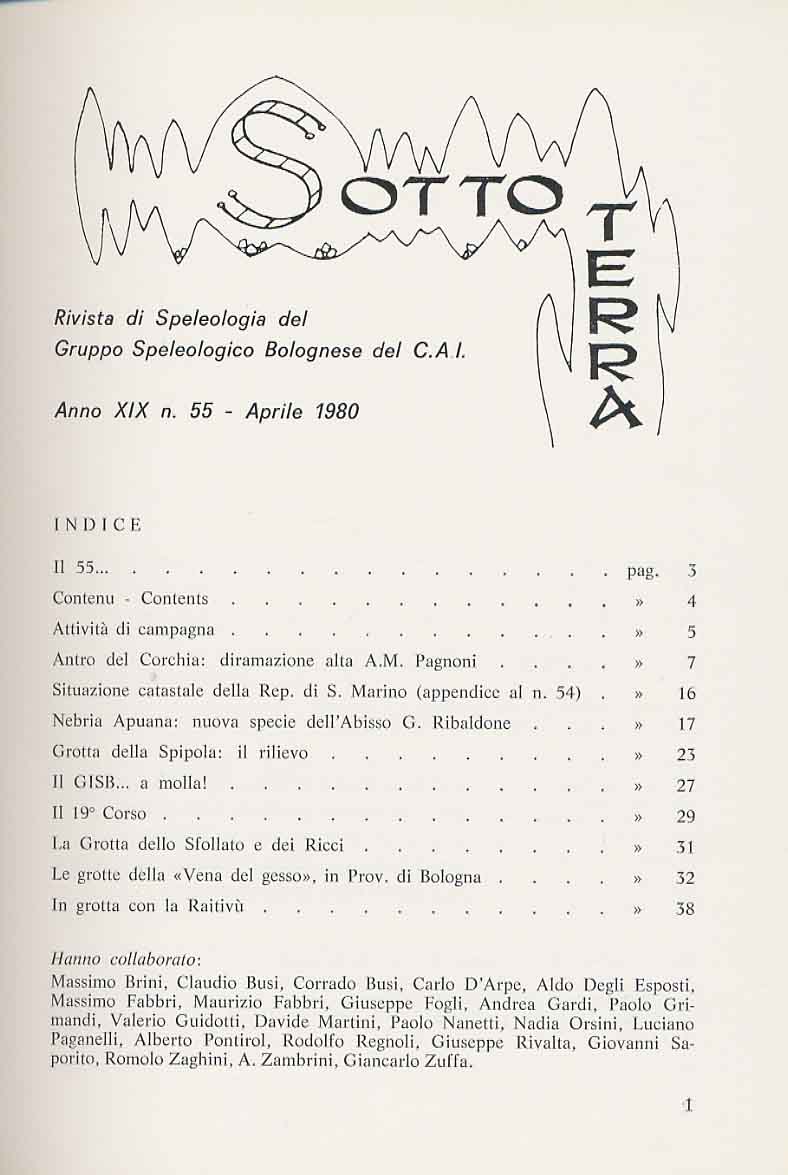 SOTTO
TERRA
Rivista di Speleologia del
Gruppo Speleologico Bolognese del C.A.I.
Anno XIX n. 55 - Aprile 1980
INDICE
Il 55... . . . . . . . . . . . . . . . pag. 3
Contenu - Contents . . . . . . . . . . . . » 4
Attività di campagna . . . . . . . . . . . . » 5
Antro del Corchia: diramazione alta A.M. Pagnoni . . . . » 7
Situazione catastale della Rep. di S. Marino (appendice al n. 54) . » 16
Nebria Apuana: nuova specie dell'Abisso G. Ribaldone . . . » 17
Grotta della Spipola: il rilievo . . . . . . . . . » 23
Il GISB... a molla! . . . . . . . . . . . . » 27
Il 19° Corso . . . . . . . . . . . . . . » 29
La Grotta dello Sfollato e dei Ricci . . . . . . . . » 31
Le grotte della «Vena del gesso», in Prov. di Bologna . . . . » 32
In grotta con la Raitivù . . . . . . . . . . . » 38
Hanno collaborato:
Massimo Brini, Claudio Busi, Corrado Busi, Carlo D'Arpe, Aldo Degli Esposti,
Massimo Fabbri, Maurizio Fabbri, Giuseppe Fogli, Andrea Gardi, Paolo Gri-
mandi, Valerio Guidotti, Davide Martini, Paolo Nanetti, Nadia Orsini, Luciano
Paganelli, Alberto Pontirol, Rodolfo Regnoli, Giuseppe Rivalta, Giovanni Sa-
porito, Romolo Zaghini, A. Zambrini, Giancarlo Zuffa.
1